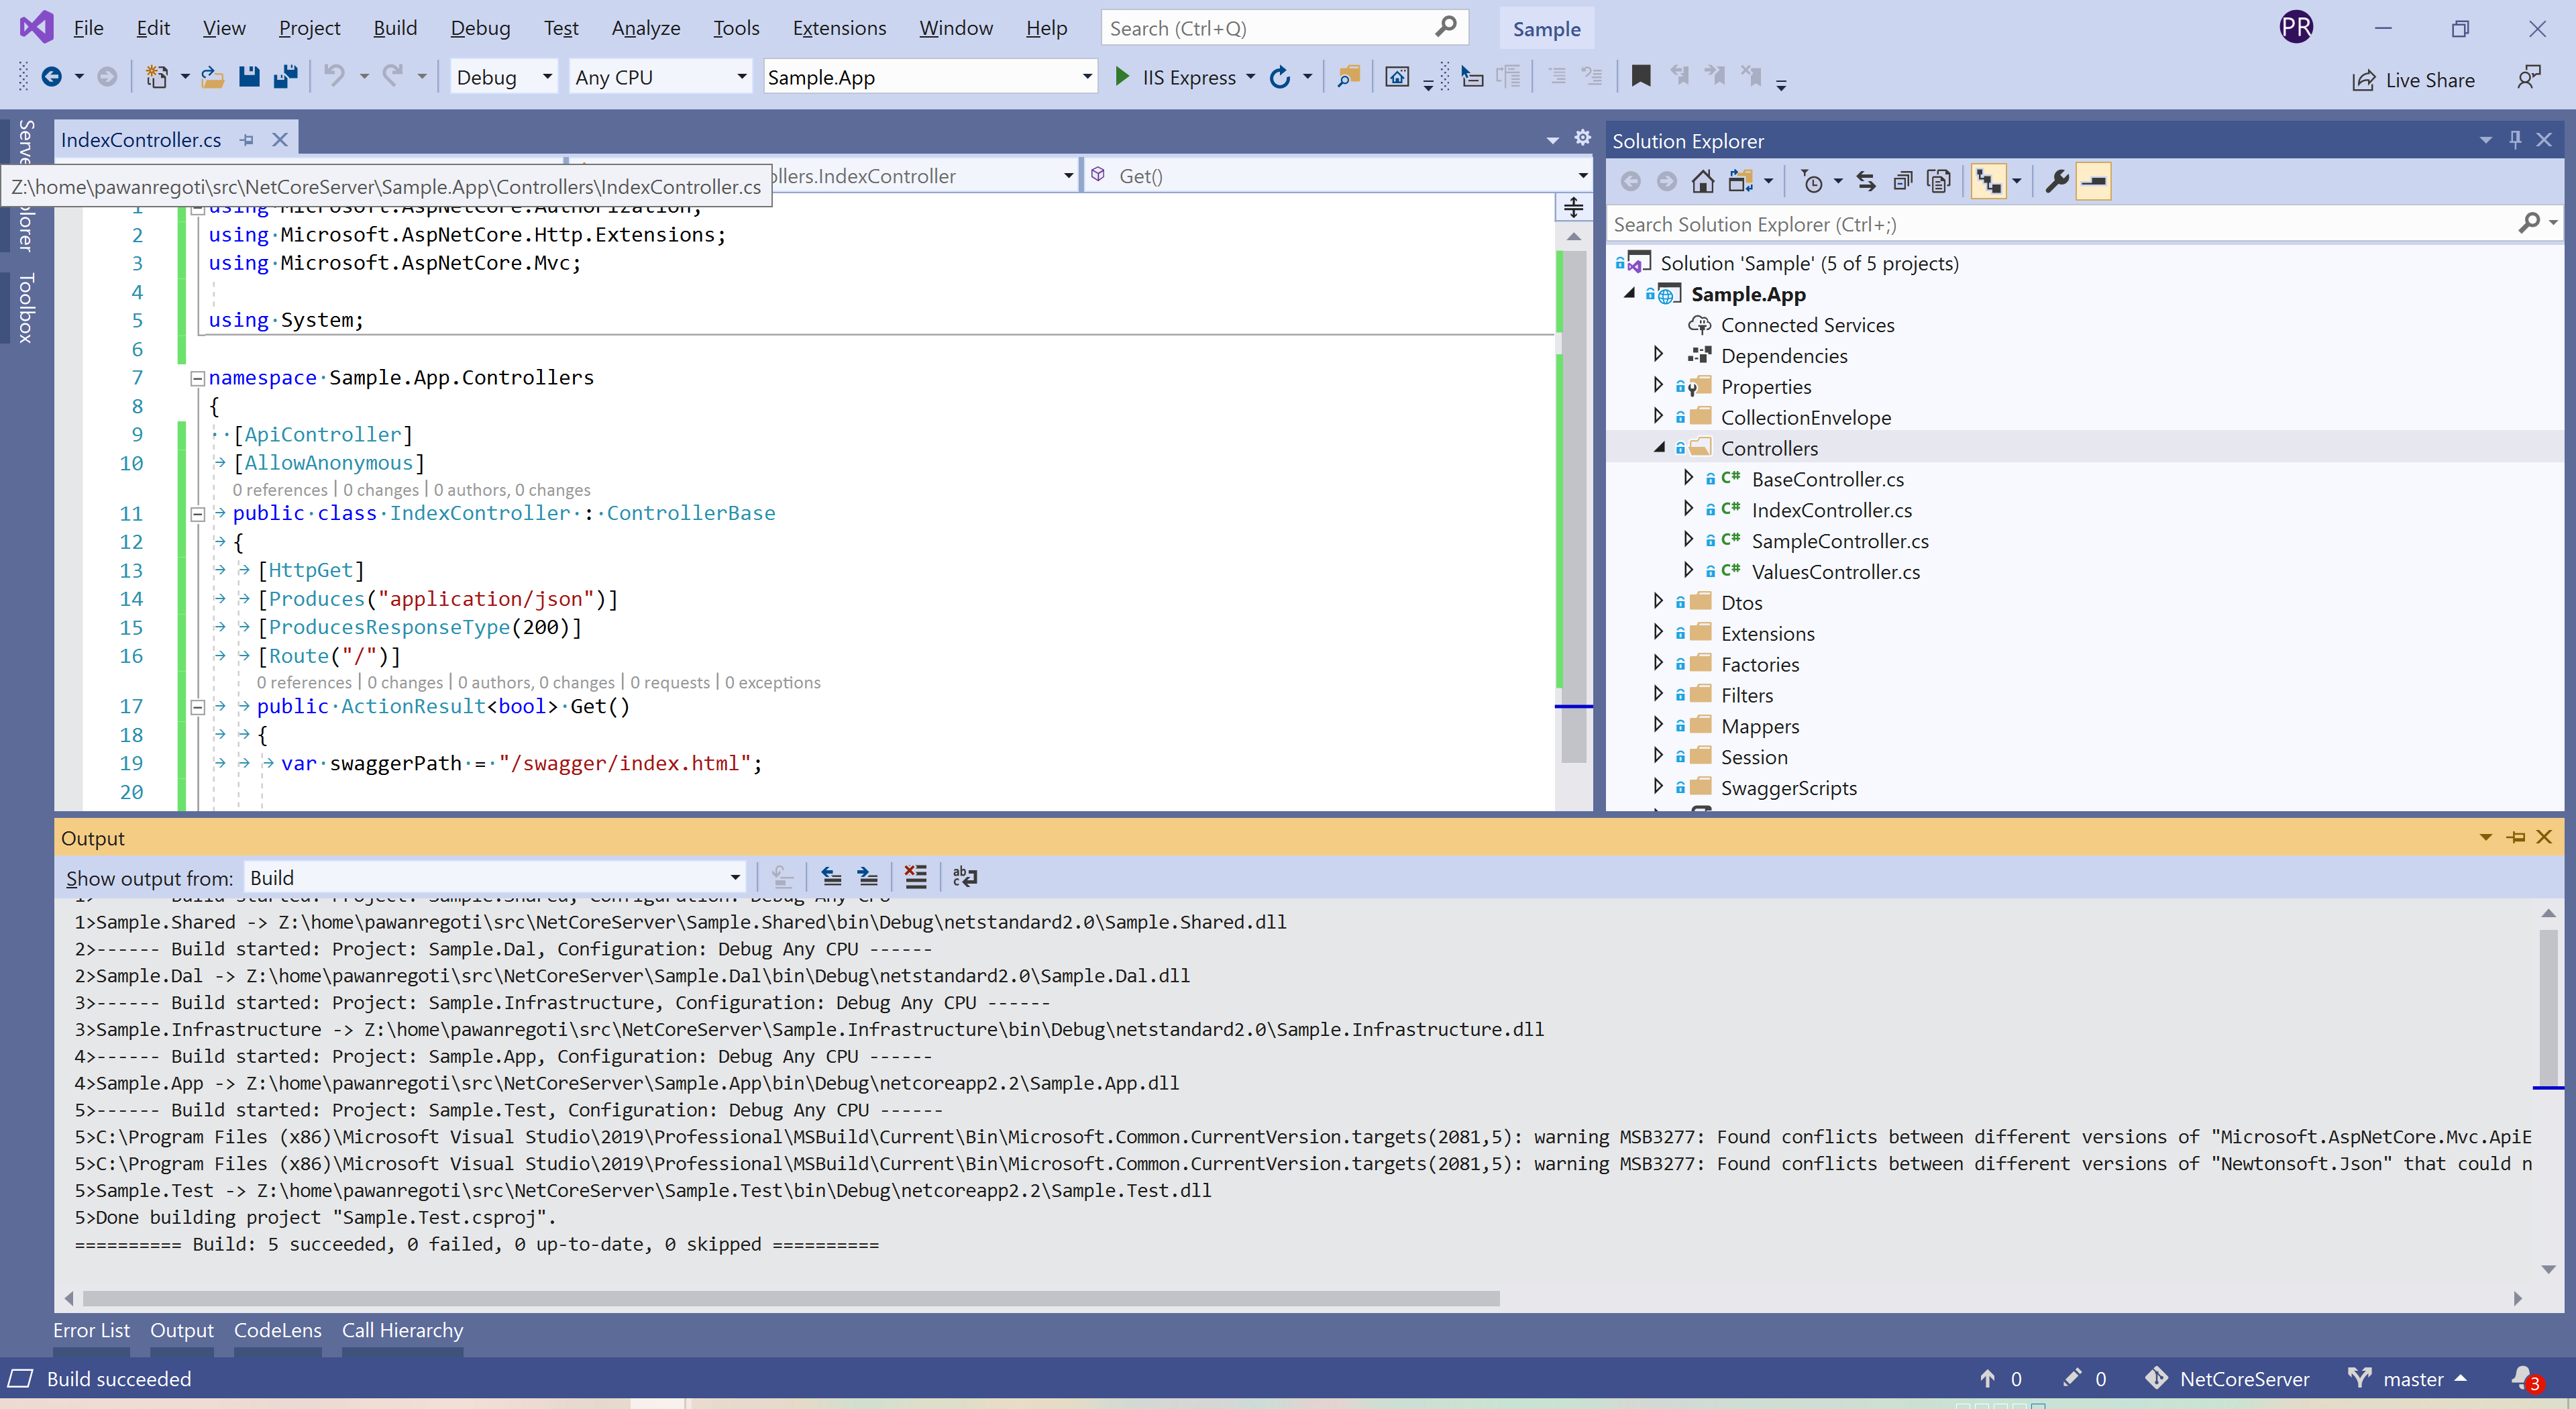 File Edit View Project Build Debug Test Analyze Tools Extensions Window Help Search (Ctrl+Q) Sample PR
Debug Any CPU Sample.App IIS Express Live Share
Server Explorer
Toolbox
IndexController.cs
Z:\home\pawanregoti\src\NetCoreServer\Sample.App\Controllers\IndexController.cs
llers.IndexController Get()
1 using Microsoft.AspNetCore.Authorization;
2 using Microsoft.AspNetCore.Http.Extensions;
3 using Microsoft.AspNetCore.Mvc;
4
5 using System;
6
7 namespace Sample.App.Controllers
8 {
9 [ApiController]
10 [AllowAnonymous]
0 references | 0 changes | 0 authors, 0 changes
11 public class IndexController : ControllerBase
12 {
13 [HttpGet]
14 [Produces("application/json")]
15 [ProducesResponseType(200)]
16 [Route("/")]
0 references | 0 changes | 0 authors, 0 changes | 0 requests | 0 exceptions
17 public ActionResult<bool> Get()
18 {
19 var swaggerPath = "/swagger/index.html";
20
Solution Explorer
Search Solution Explorer (Ctrl+;)
Solution 'Sample' (5 of 5 projects)
Sample.App
Connected Services
Dependencies
Properties
CollectionEnvelope
Controllers
C# BaseController.cs
C# IndexController.cs
C# SampleController.cs
C# ValuesController.cs
Dtos
Extensions
Factories
Filters
Mappers
Session
SwaggerScripts
Output
Show output from: Build
1>------ Build started: Project: Sample.Shared, Configuration: Debug Any CPU ------
1>Sample.Shared -> Z:\home\pawanregoti\src\NetCoreServer\Sample.Shared\bin\Debug\netstandard2.0\Sample.Shared.dll
2>------ Build started: Project: Sample.Dal, Configuration: Debug Any CPU ------
2>Sample.Dal -> Z:\home\pawanregoti\src\NetCoreServer\Sample.Dal\bin\Debug\netstandard2.0\Sample.Dal.dll
3>------ Build started: Project: Sample.Infrastructure, Configuration: Debug Any CPU ------
3>Sample.Infrastructure -> Z:\home\pawanregoti\src\NetCoreServer\Sample.Infrastructure\bin\Debug\netstandard2.0\Sample.Infrastructure.dll
4>------ Build started: Project: Sample.App, Configuration: Debug Any CPU ------
4>Sample.App -> Z:\home\pawanregoti\src\NetCoreServer\Sample.App\bin\Debug\netcoreapp2.2\Sample.App.dll
5>------ Build started: Project: Sample.Test, Configuration: Debug Any CPU ------
5>C:\Program Files (x86)\Microsoft Visual Studio\2019\Professional\MSBuild\Current\Bin\Microsoft.Common.CurrentVersion.targets(2081,5): warning MSB3277: Found conflicts between different versions of "Microsoft.AspNetCore.Mvc.ApiE
5>C:\Program Files (x86)\Microsoft Visual Studio\2019\Professional\MSBuild\Current\Bin\Microsoft.Common.CurrentVersion.targets(2081,5): warning MSB3277: Found conflicts between different versions of "Newtonsoft.Json" that could n
5>Sample.Test -> Z:\home\pawanregoti\src\NetCoreServer\Sample.Test\bin\Debug\netcoreapp2.2\Sample.Test.dll
5>Done building project "Sample.Test.csproj".
========== Build: 5 succeeded, 0 failed, 0 up-to-date, 0 skipped ==========
Error List Output CodeLens Call Hierarchy
Build succeeded 0 0 NetCoreServer master 3